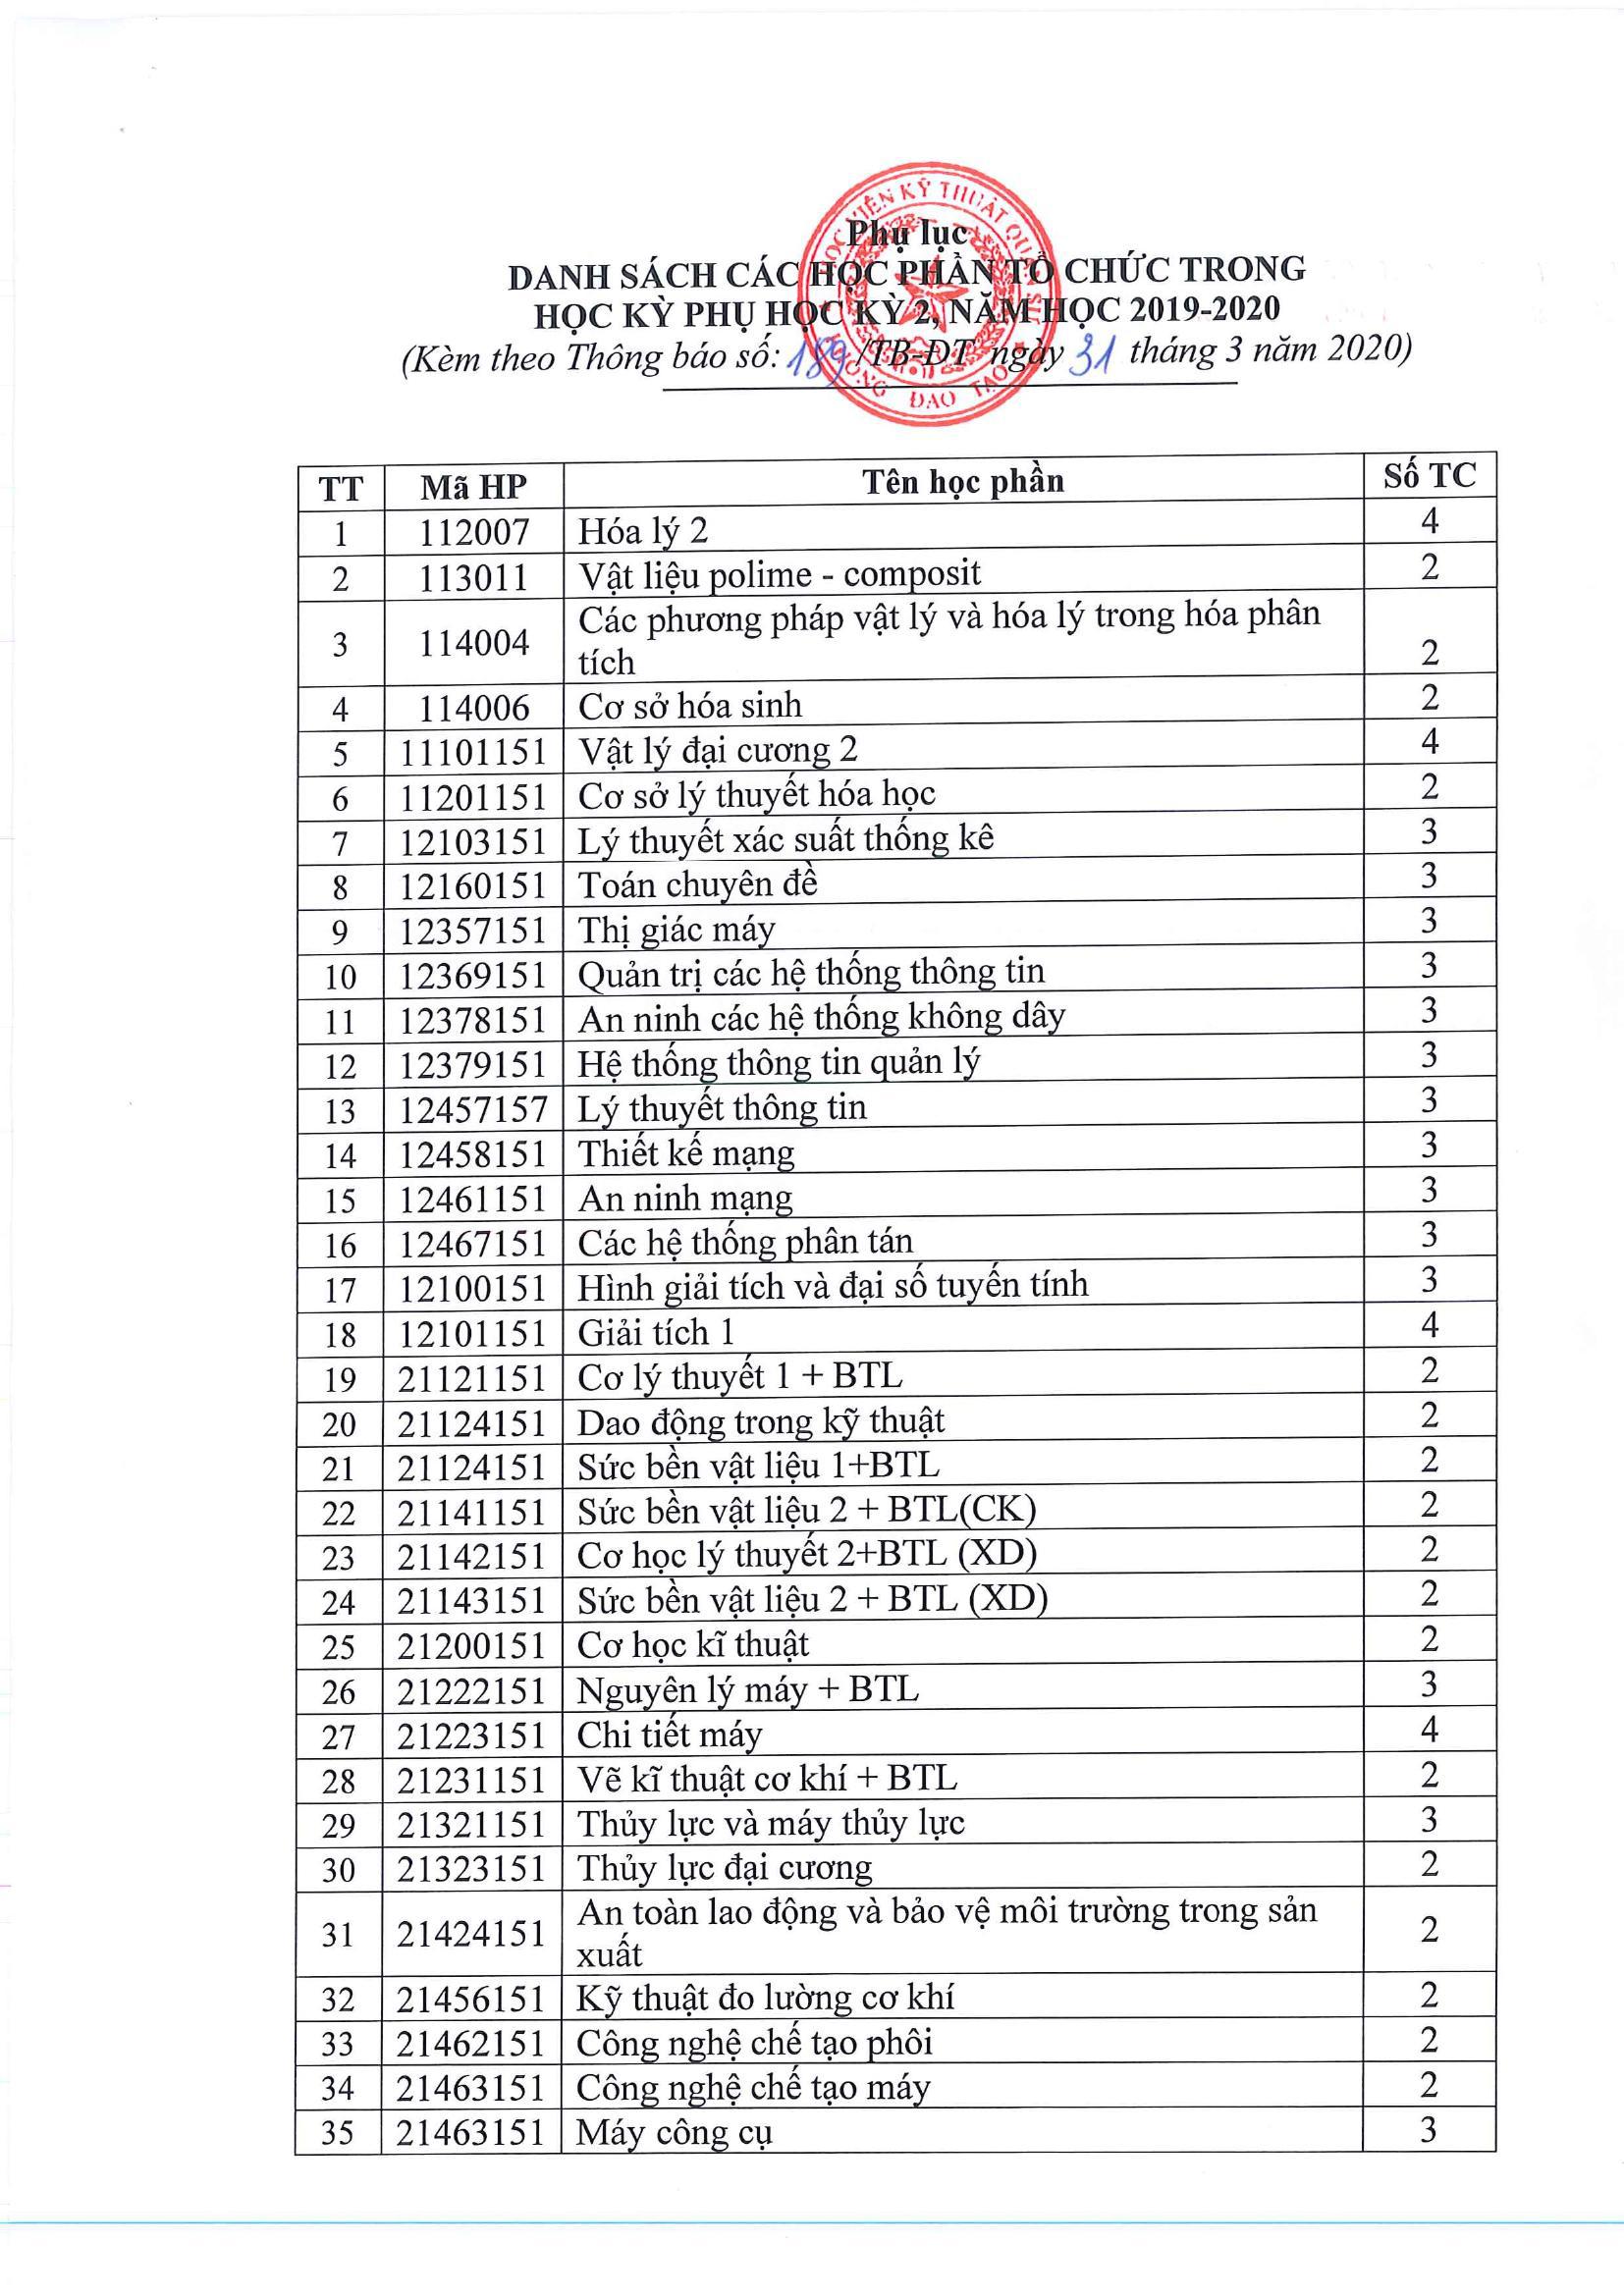 Phụ lục
DANH SÁCH CÁC HỌC PHẦN TỔ CHỨC TRONG
HỌC KỲ PHỤ HỌC KỲ 2, NĂM HỌC 2019-2020
(Kèm theo Thông báo số: 189 /TB-ĐT ngày 31 tháng 3 năm 2020)
HỌC VIỆN KỸ THUẬT QUÂN SỰ
PHÒNG ĐÀO TẠO
TT Mã HP Tên học phần Số TC
1 112007 Hóa lý 2 4
2 113011 Vật liệu polime - composit 2
3 114004 Các phương pháp vật lý và hóa lý trong hóa phân
tích 2
4 114006 Cơ sở hóa sinh 2
5 11101151 Vật lý đại cương 2 4
6 11201151 Cơ sở lý thuyết hóa học 2
7 12103151 Lý thuyết xác suất thống kê 3
8 12160151 Toán chuyên đề 3
9 12357151 Thị giác máy 3
10 12369151 Quản trị các hệ thống thông tin 3
11 12378151 An ninh các hệ thống không dây 3
12 12379151 Hệ thống thông tin quản lý 3
13 12457157 Lý thuyết thông tin 3
14 12458151 Thiết kế mạng 3
15 12461151 An ninh mạng 3
16 12467151 Các hệ thống phân tán 3
17 12100151 Hình giải tích và đại số tuyến tính 3
18 12101151 Giải tích 1 4
19 21121151 Cơ lý thuyết 1 + BTL 2
20 21124151 Dao động trong kỹ thuật 2
21 21124151 Sức bền vật liệu 1+BTL 2
22 21141151 Sức bền vật liệu 2 + BTL(CK) 2
23 21142151 Cơ học lý thuyết 2+BTL (XD) 2
24 21143151 Sức bền vật liệu 2 + BTL (XD) 2
25 21200151 Cơ học kĩ thuật 2
26 21222151 Nguyên lý máy + BTL 3
27 21223151 Chi tiết máy 4
28 21231151 Vẽ kĩ thuật cơ khí + BTL 2
29 21321151 Thủy lực và máy thủy lực 3
30 21323151 Thủy lực đại cương 2
31 21424151 An toàn lao động và bảo vệ môi trường trong sản
xuất 2
32 21456151 Kỹ thuật đo lường cơ khí 2
33 21462151 Công nghệ chế tạo phôi 2
34 21463151 Công nghệ chế tạo máy 2
35 21463151 Máy công cụ 3